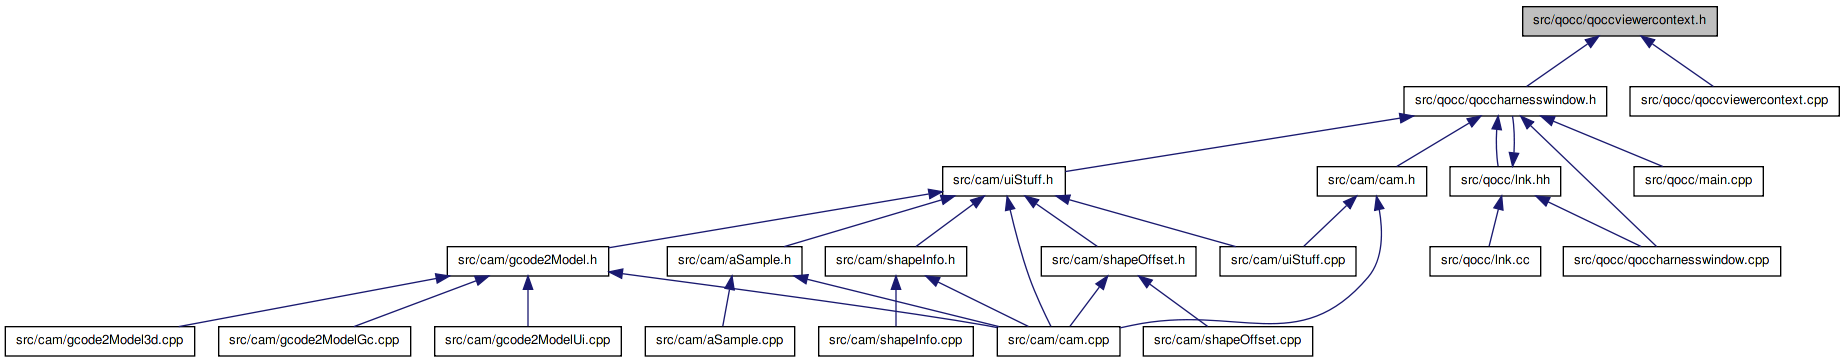 src/qocc/qoccviewercontext.h
src/qocc/qoccharnesswindow.h
src/qocc/qoccviewercontext.cpp
src/cam/uiStuff.h
src/cam/cam.h
src/qocc/lnk.hh
src/qocc/main.cpp
src/cam/gcode2Model.h
src/cam/aSample.h
src/cam/shapeInfo.h
src/cam/shapeOffset.h
src/cam/uiStuff.cpp
src/qocc/lnk.cc
src/qocc/qoccharnesswindow.cpp
src/cam/gcode2Model3d.cpp
src/cam/gcode2ModelGc.cpp
src/cam/gcode2ModelUi.cpp
src/cam/aSample.cpp
src/cam/shapeInfo.cpp
src/cam/cam.cpp
src/cam/shapeOffset.cpp